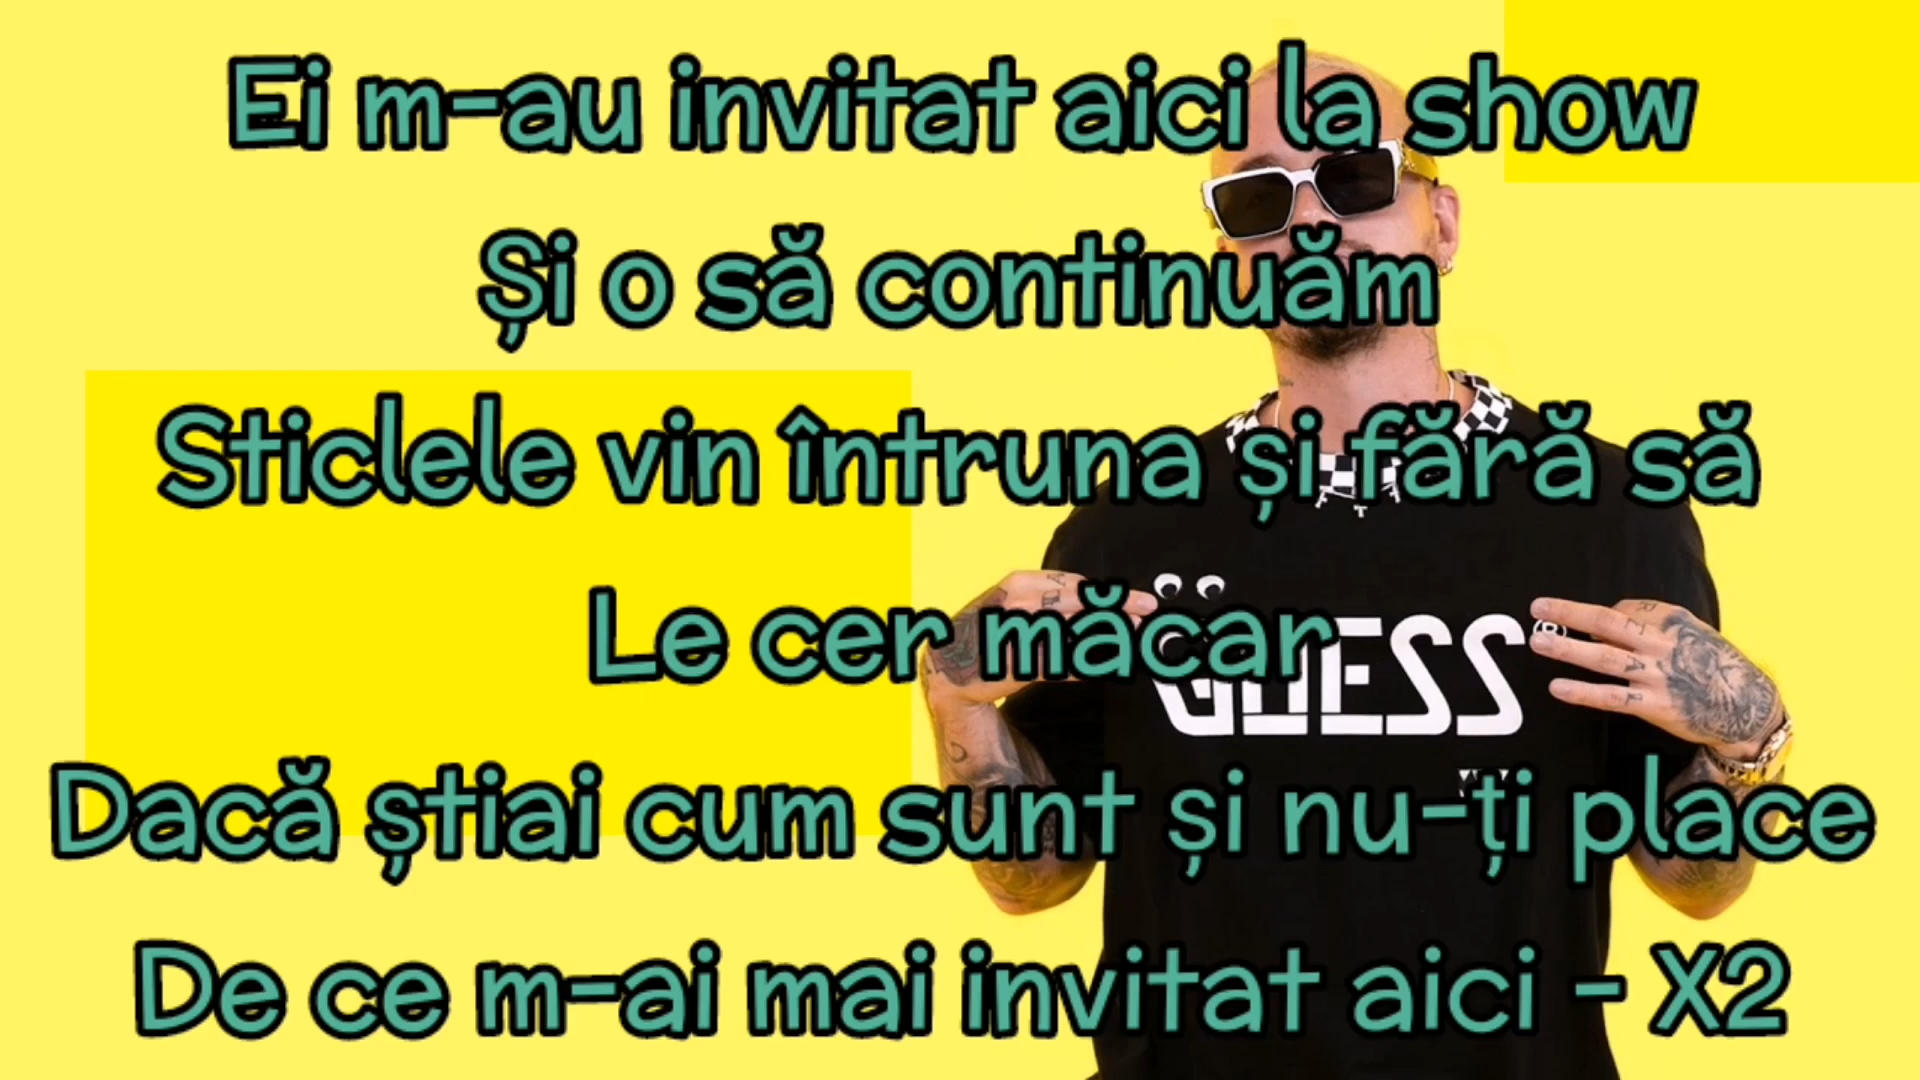 Ei m-au invitat aici la show
Și o să continuăm
Sticlele vin întruna și fără să
Le cer măcar
GUESS
Dacă știai cum sunt și nu-ți place
De ce m-ai mai invitat aici - X2